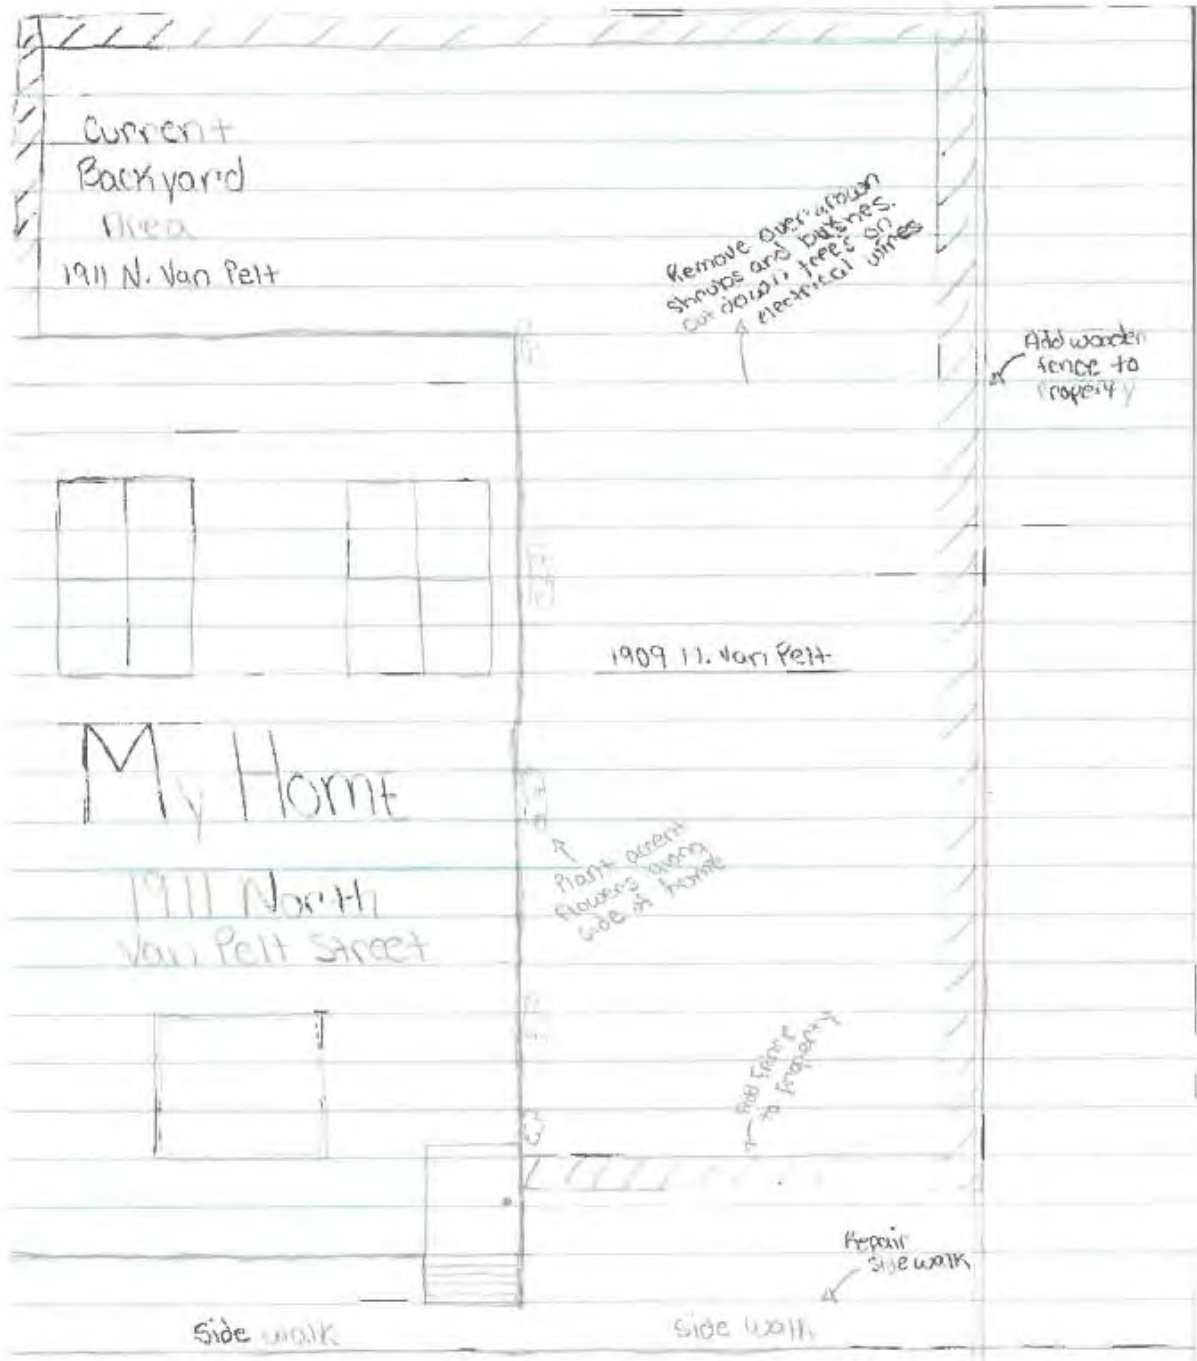 Current
Backyard
Area
1911 N. Van Pelt
Remove overgrown
shrubs and bushes.
cut down trees on
electrical wires
Add wooden
fence to
Property
1909 N. Van Pelt
My Home
Plant accent
flowers along
side of home
1911 North
Van Pelt Street
Add Fence
to Property
Repair
side walk
Side walk
Side walk